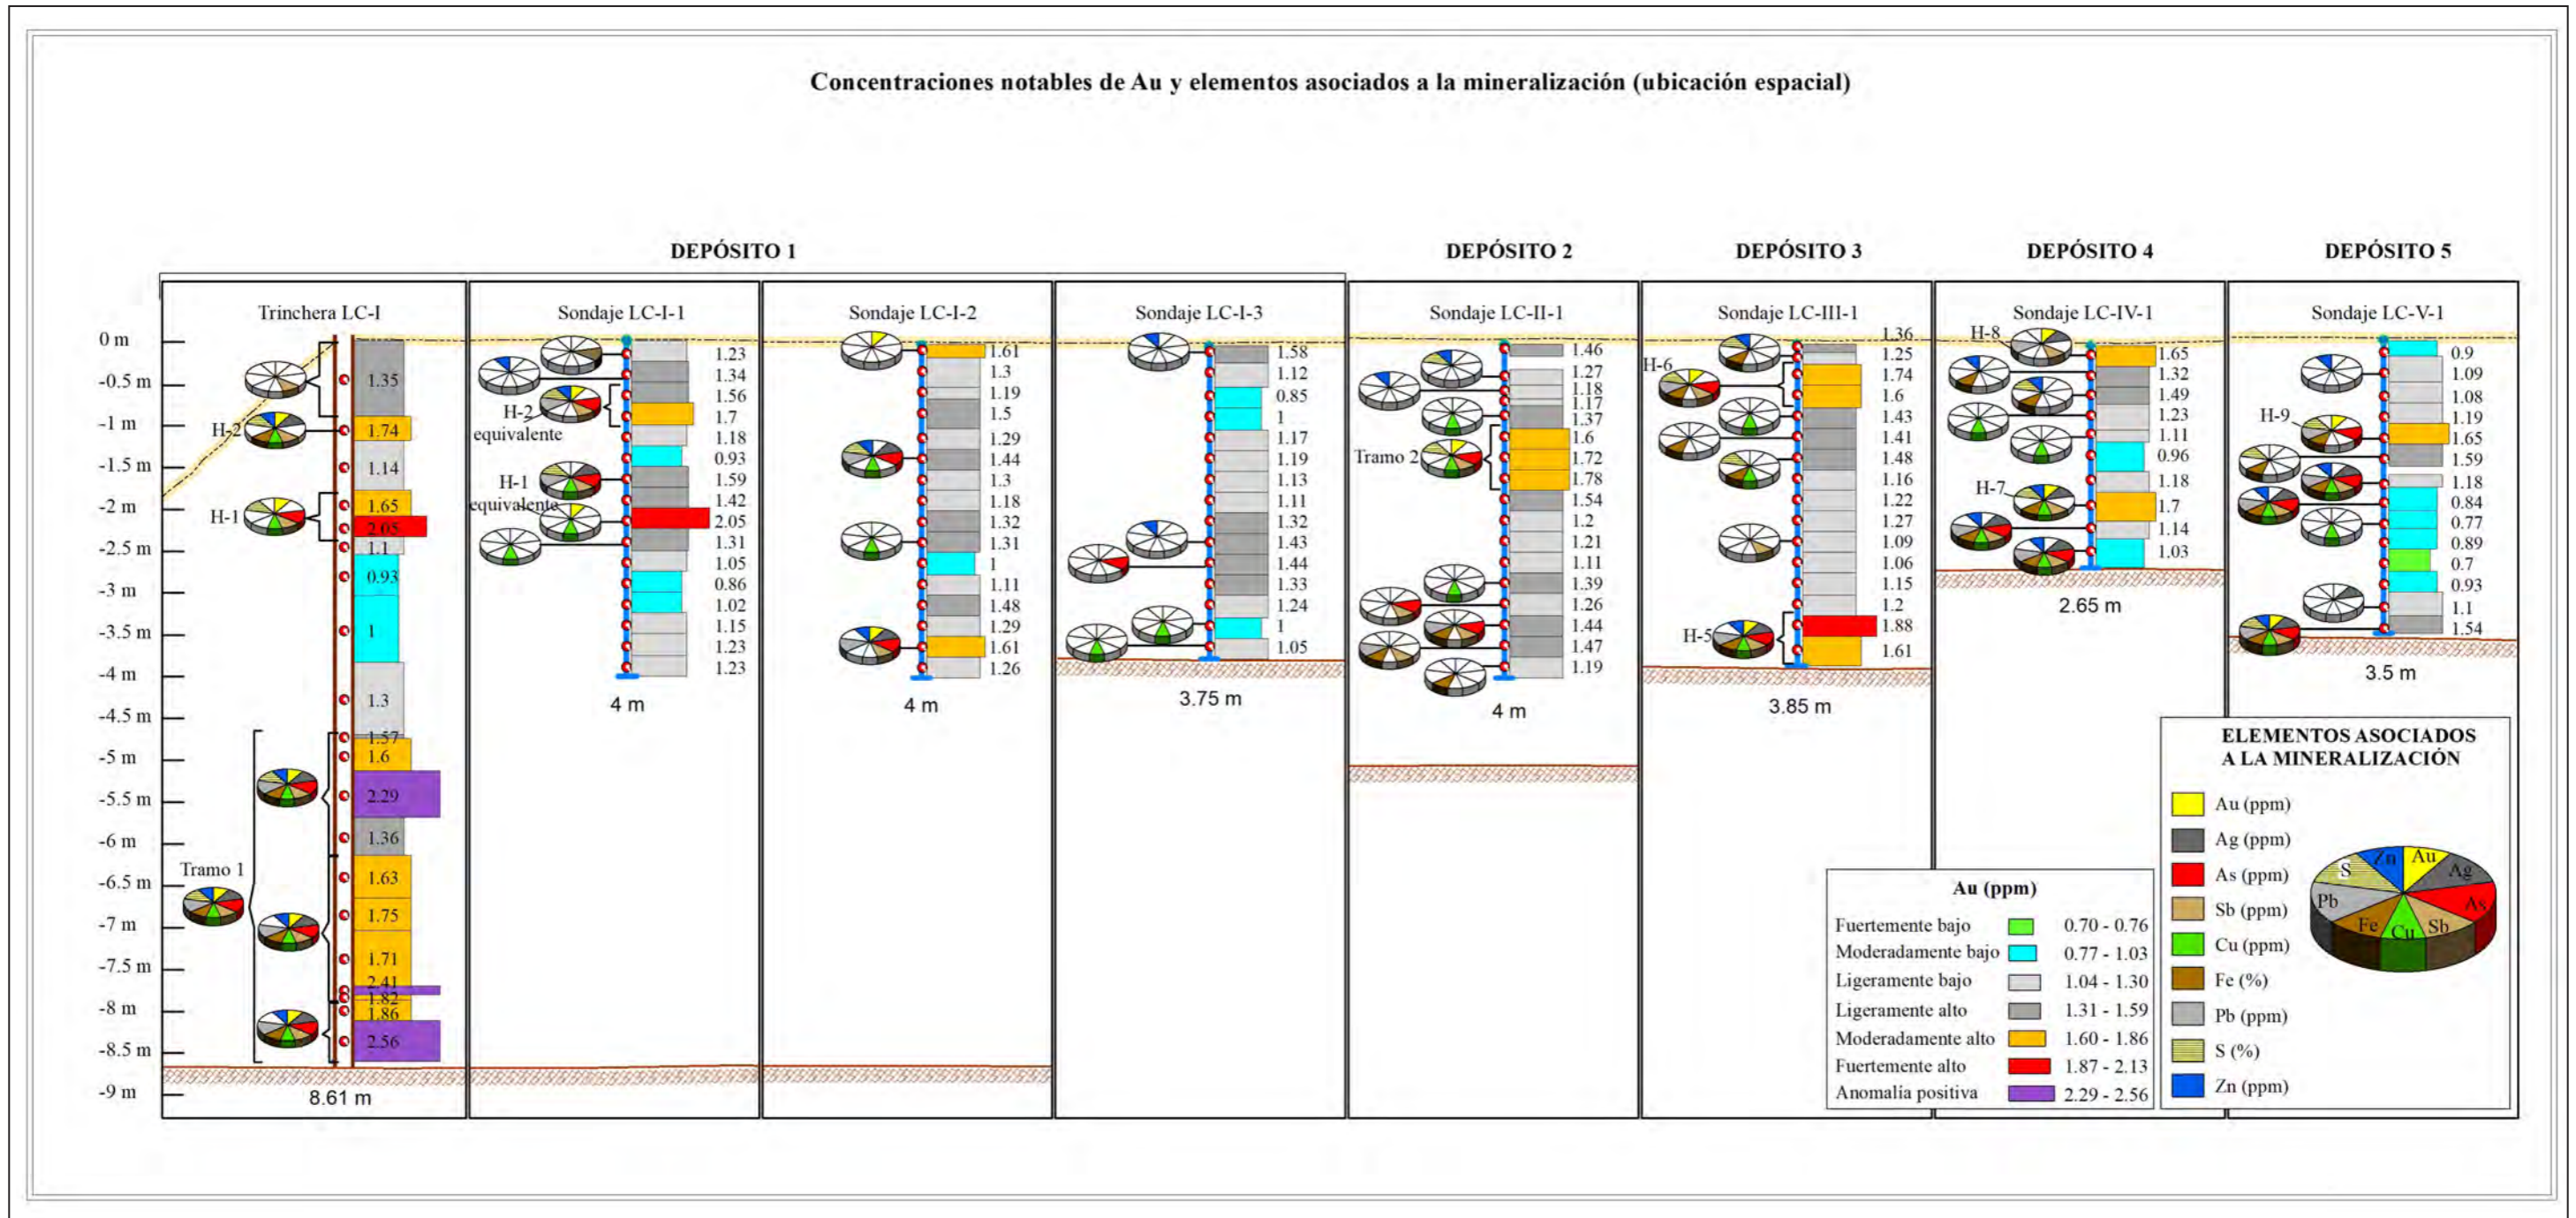 Concentraciones notables de Au y elementos asociados a la mineralización (ubicación espacial)
DEPÓSITO 1
DEPÓSITO 2
DEPÓSITO 3
DEPÓSITO 4
DEPÓSITO 5
0 m
-0.5 m
-1 m
-1.5 m
-2 m
-2.5 m
-3 m
-3.5 m
-4 m
-4.5 m
-5 m
-5.5 m
-6 m
-6.5 m
-7 m
-7.5 m
-8 m
-8.5 m
-9 m
Trinchera LC-I
H-2
H-1
Tramo 1
1.35
1.74
1.14
1.65
2.05
1.1
0.93
1
1.3
1.57
1.6
2.29
1.36
1.63
1.75
1.71
2.41
1.82
1.86
2.56
8.61 m
Sondaje LC-I-1
H-2
equivalente
H-1
equivalente
1.23
1.34
1.56
1.7
1.18
0.93
1.59
1.42
2.05
1.31
1.05
0.86
1.02
1.15
1.23
1.23
4 m
Sondaje LC-I-2
1.61
1.3
1.19
1.5
1.29
1.44
1.3
1.18
1.32
1.31
1
1.11
1.48
1.29
1.61
1.26
4 m
Sondaje LC-I-3
1.58
1.12
0.85
1
1.17
1.19
1.13
1.11
1.32
1.43
1.44
1.33
1.24
1
1.05
3.75 m
Sondaje LC-II-1
Tramo 2
1.46
1.27
1.18
1.17
1.37
1.6
1.72
1.78
1.54
1.2
1.21
1.11
1.39
1.26
1.44
1.47
1.19
4 m
Sondaje LC-III-1
H-6
H-5
1.36
1.25
1.74
1.6
1.43
1.41
1.48
1.16
1.22
1.27
1.09
1.06
1.15
1.2
1.88
1.61
3.85 m
Sondaje LC-IV-1
H-8
H-7
1.65
1.32
1.49
1.23
1.11
0.96
1.18
1.7
1.14
1.03
2.65 m
Sondaje LC-V-1
H-9
0.9
1.09
1.08
1.19
1.65
1.59
1.18
0.84
0.77
0.89
0.7
0.93
1.1
1.54
3.5 m
Au (ppm)
Fuertemente bajo 0.70 - 0.76
Moderadamente bajo 0.77 - 1.03
Ligeramente bajo 1.04 - 1.30
Ligeramente alto 1.31 - 1.59
Moderadamente alto 1.60 - 1.86
Fuertemente alto 1.87 - 2.13
Anomalía positiva 2.29 - 2.56
ELEMENTOS ASOCIADOS
A LA MINERALIZACIÓN
Au (ppm)
Ag (ppm)
As (ppm)
Sb (ppm)
Cu (ppm)
Fe (%)
Pb (ppm)
S (%)
Zn (ppm)
Zn
Au
S
Ag
Pb
As
Fe
Cu
Sb